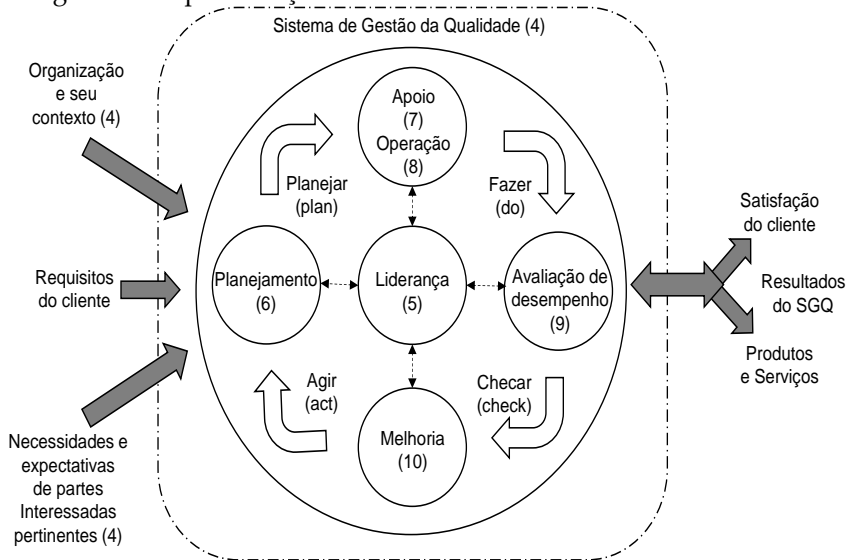 Sistema de Gestão da Qualidade (4)
Organização
e seu
contexto (4)
Apoio
(7)
Operação
(8)
Planejar
(plan)
Fazer
(do)
Satisfação
do cliente
Requisitos
do cliente
Planejamento
(6)
Liderança
(5)
Avaliação de
desempenho
(9)
Resultados
do SGQ
Produtos
e Serviços
Agir
(act)
Checar
(check)
Melhoria
(10)
Necessidades e
expectativas
de partes
Interessadas
pertinentes (4)